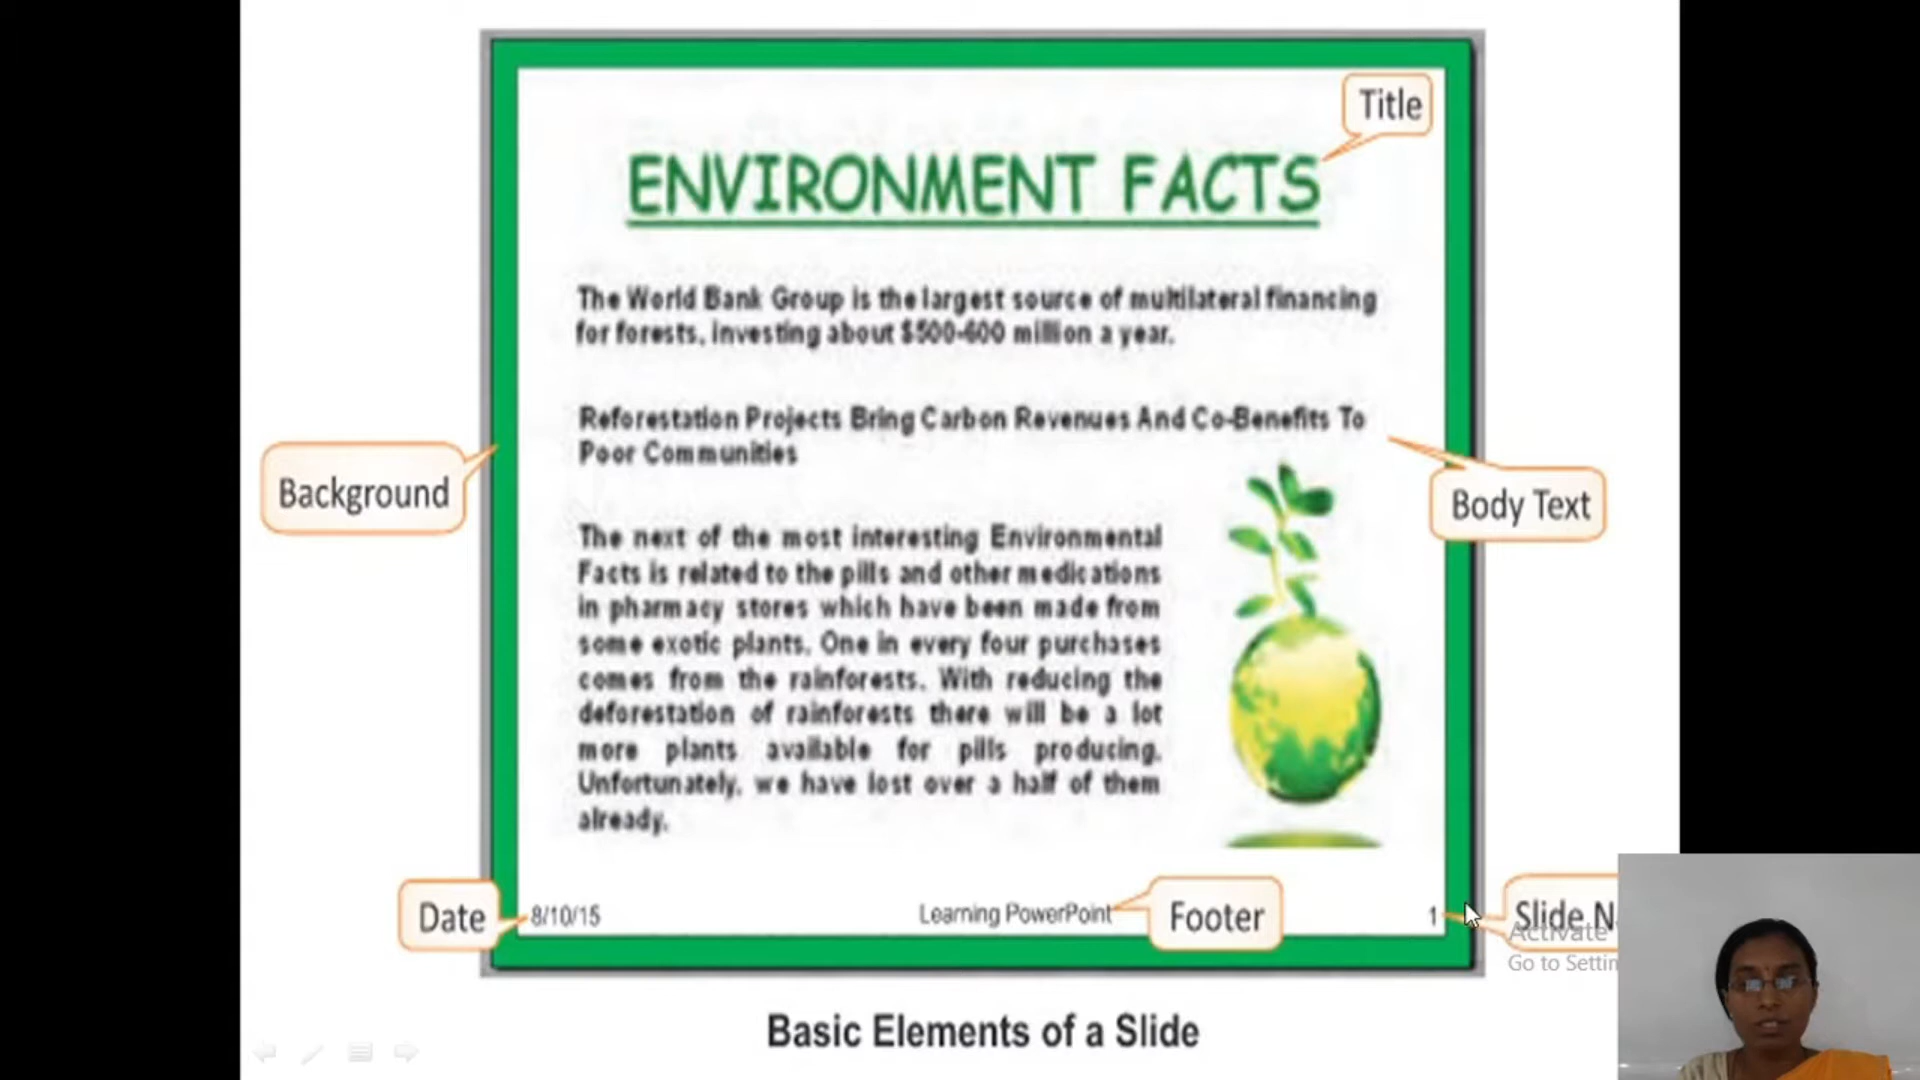 Title
ENVIRONMENT FACTS
The World Bank Group is the largest source of multilateral financing
for forests, investing about $500-600 million a year.
Reforestation Projects Bring Carbon Revenues And Co-Benefits To
Poor Communities
Background
Body Text
The next of the most interesting Environmental
Facts is related to the pills and other medications
in pharmacy stores which have been made from
some exotic plants. One in every four purchases
comes from the rainforests. With reducing the
deforestation of rainforests there will be a lot
more plants available for pills producing.
Unfortunately, we have lost over a half of them
already.
Date
8/10/15
Learning PowerPoint
Footer
1
Slide
Activate
Go to
Basic Elements of a Slide